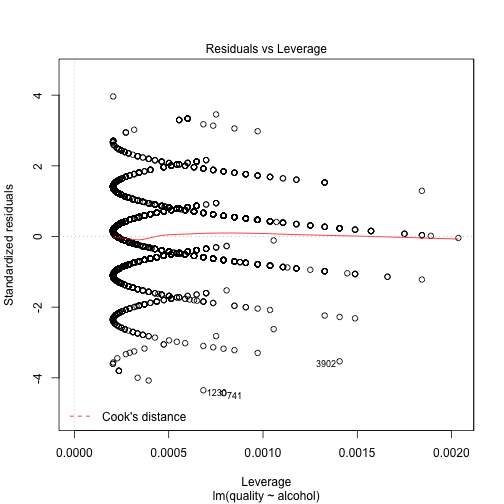 Residuals vs Leverage
Standardized residuals
4
2
0
-2
-4
3902
741
Cook's distance
0.0000
0.0005
0.0010
0.0015
0.0020
Leverage
lm(quality ~ alcohol)